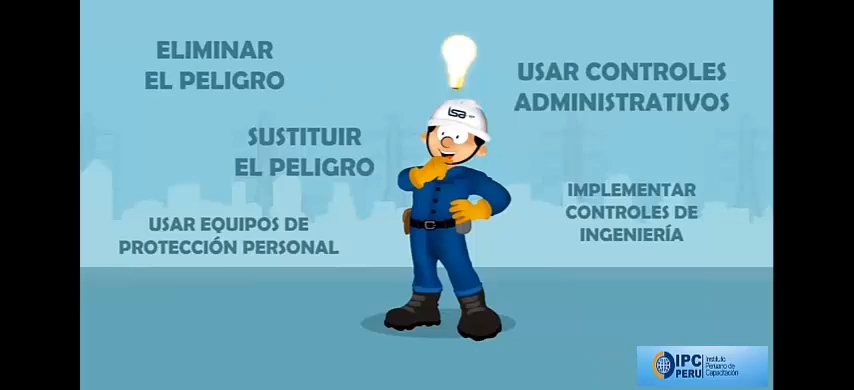 ELIMINAR
EL PELIGRO
SUSTITUIR
EL PELIGRO
USAR EQUIPOS DE
PROTECCIÓN PERSONAL
isa
USAR CONTROLES
ADMINISTRATIVOS
IMPLEMENTAR
CONTROLES DE
INGENIERÍA
IPC
PERU
Instituto
Peruano de
Capacitación